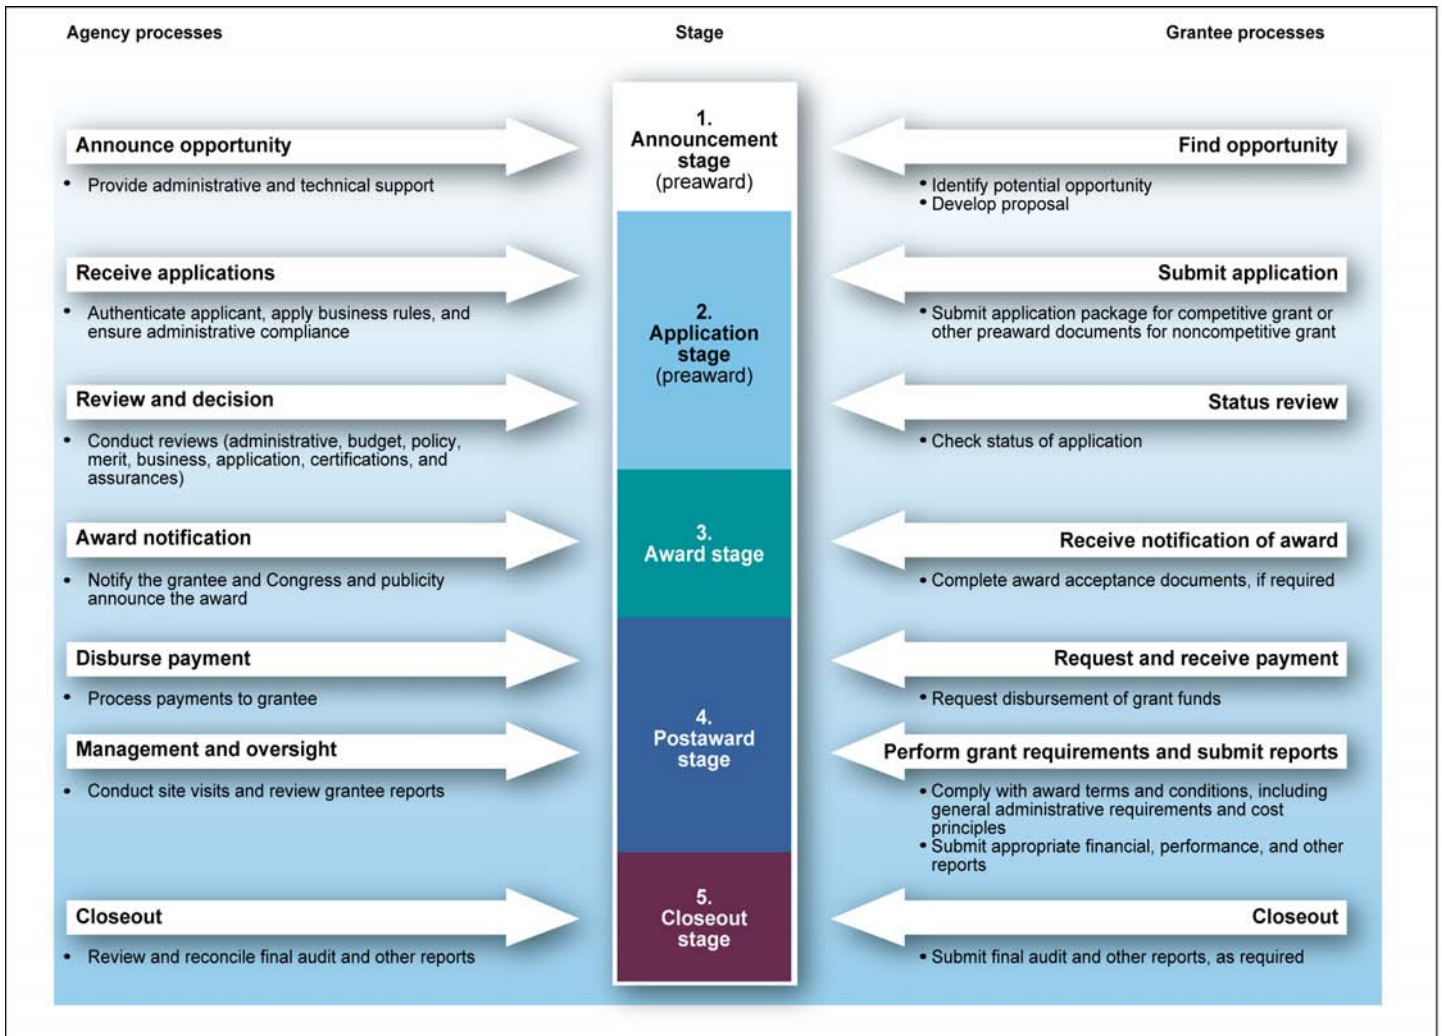 Agency processes
Stage
Grantee processes
1.
Announcement
stage
(preaward)
Announce opportunity
• Provide administrative and technical support
Find opportunity
• Identify potential opportunity
• Develop proposal
2.
Application
stage
(preaward)
Receive applications
• Authenticate applicant, apply business rules, and
ensure administrative compliance
Submit application
• Submit application package for competitive grant or
other preaward documents for noncompetitive grant
Review and decision
• Conduct reviews (administrative, budget, policy,
merit, business, application, certifications, and
assurances)
Status review
• Check status of application
3.
Award stage
Award notification
• Notify the grantee and Congress and publicity
announce the award
Receive notification of award
• Complete award acceptance documents, if required
4.
Postaward
stage
Disburse payment
• Process payments to grantee
Request and receive payment
• Request disbursement of grant funds
Management and oversight
• Conduct site visits and review grantee reports
Perform grant requirements and submit reports
• Comply with award terms and conditions, including
general administrative requirements and cost
principles
• Submit appropriate financial, performance, and other
reports
5.
Closeout
stage
Closeout
• Review and reconcile final audit and other reports
Closeout
• Submit final audit and other reports, as required